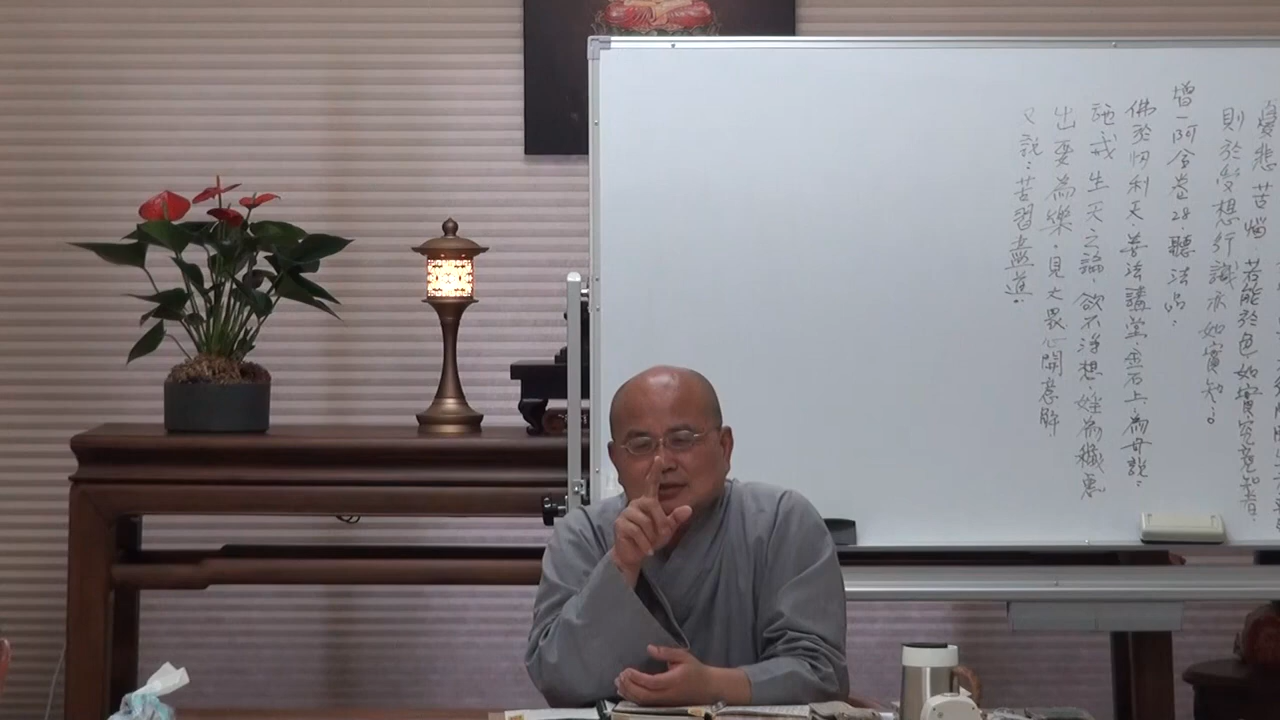 憂悲苦惱。若能於色如實究竟知者，
則於受想行識亦如實知。
增一阿含卷28.聽法品.
佛於忉利天.善法講堂.金石上.為母說：
施戒生天之論，欲不淨想，婬為穢惡
出要為樂，見大畏心開意解
又說：苦習盡道。